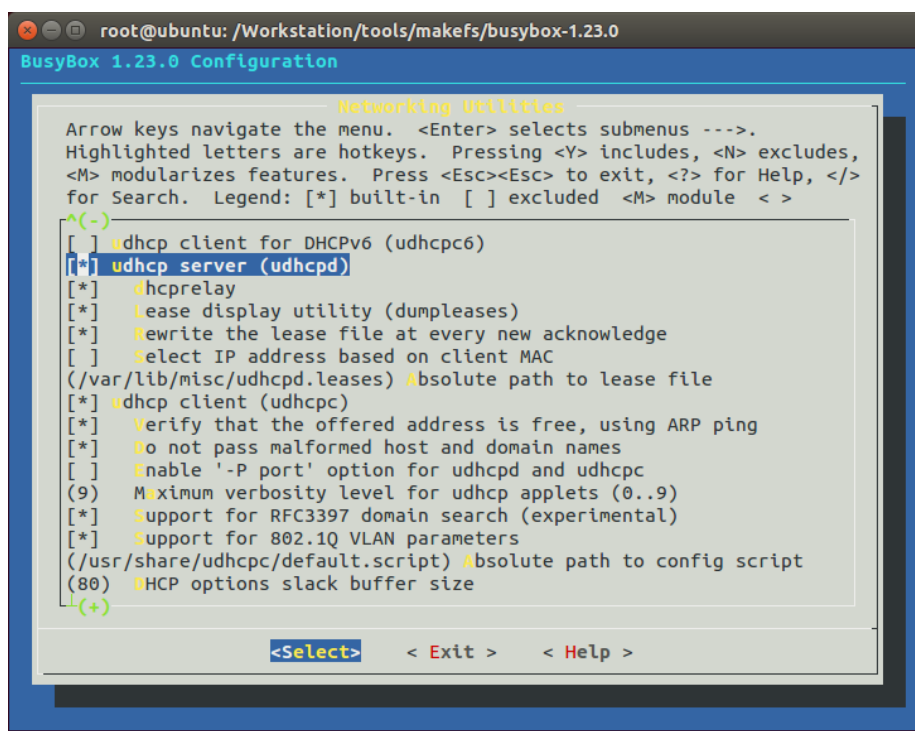 root@ubuntu: /Workstation/tools/makefs/busybox-1.23.0
BusyBox 1.23.0 Configuration
Networking Utilities
Arrow keys navigate the menu.  <Enter> selects submenus --->.
Highlighted letters are hotkeys.  Pressing <Y> includes, <N> excludes,
<M> modularizes features.  Press <Esc><Esc> to exit, <?> for Help, </>
for Search.  Legend: [*] built-in  [ ] excluded  <M> module  < >
^(-)
[ ] udhcp client for DHCPv6 (udhcpc6)
[*] udhcp server (udhcpd)
[*]   dhcprelay
[*]   Lease display utility (dumpleases)
[*]   Rewrite the lease file at every new acknowledge
[ ]   Select IP address based on client MAC
(/var/lib/misc/udhcpd.leases) Absolute path to lease file
[*] udhcp client (udhcpc)
[*]   Verify that the offered address is free, using ARP ping
[*]   Do not pass malformed host and domain names
[ ]   Enable '-P port' option for udhcpd and udhcpc
(9)   Maximum verbosity level for udhcp applets (0..9)
[*]   Support for RFC3397 domain search (experimental)
[*]   Support for 802.1Q VLAN parameters
(/usr/share/udhcpc/default.script) Absolute path to config script
(80)  DHCP options slack buffer size
(+)
<Select>    < Exit >    < Help >